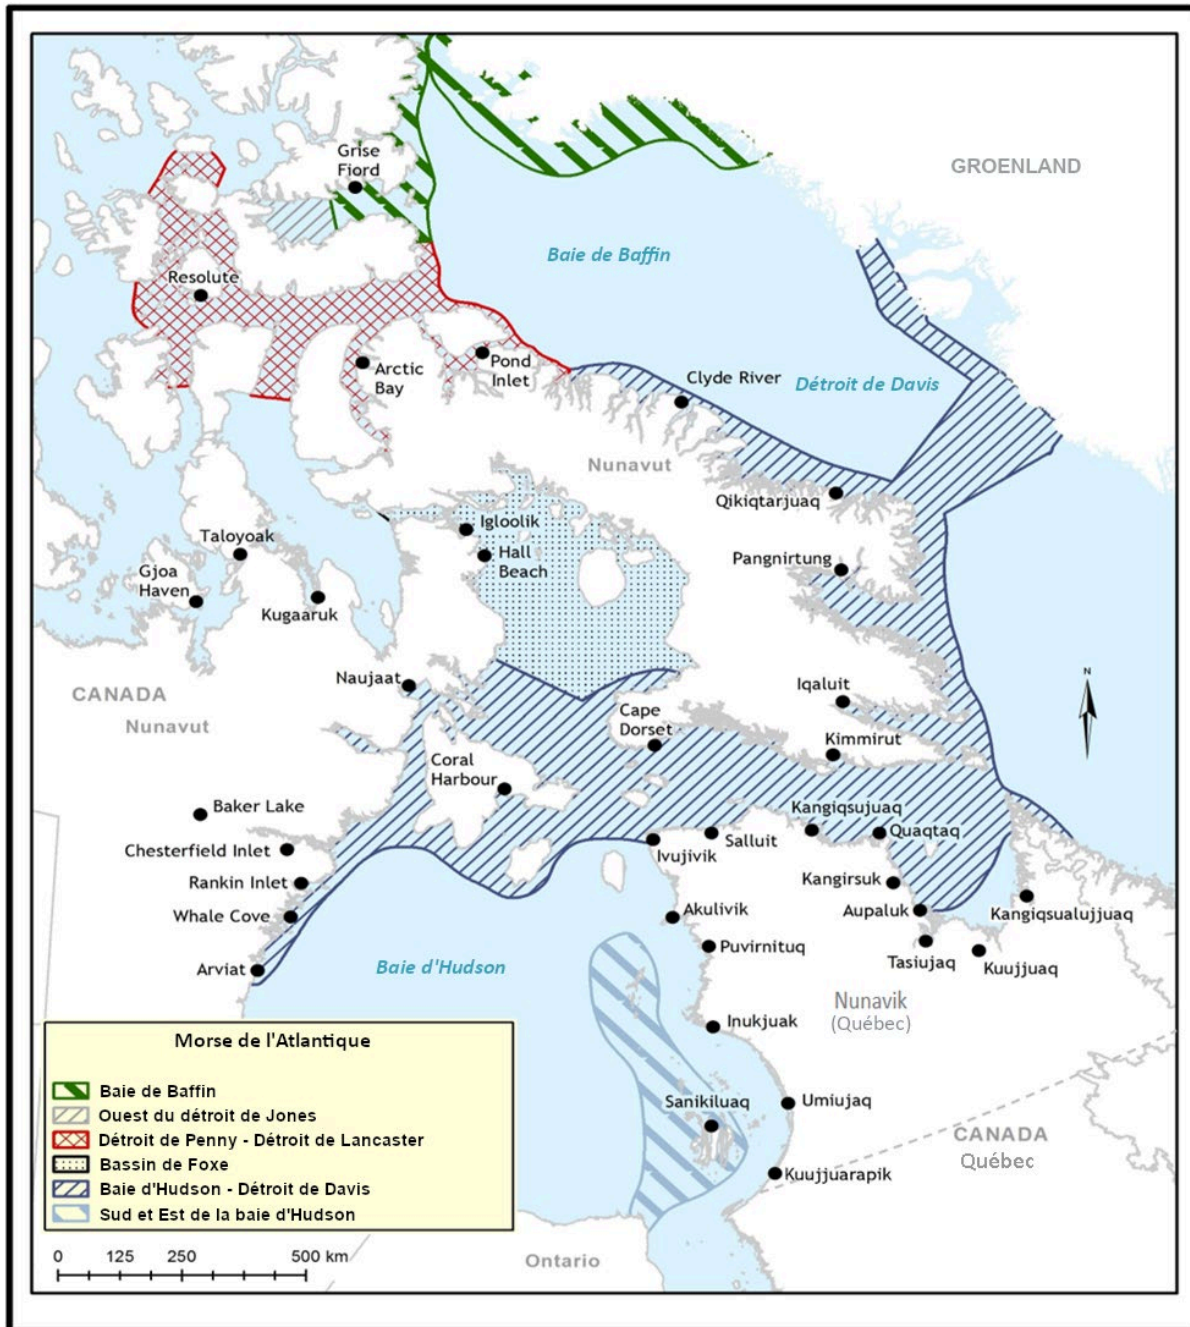 Grise
Fiord
GROENLAND
Baie de Baffin
Resolute
Arctic
Bay
Pond
Inlet
Clyde River
Détroit de Davis
Nunavut
Qikiqtarjuaq
Igloolik
Taloyoak
Hall
Beach
Pangnirtung
Gjoa
Haven
Kugaaruk
Naujaat
N
CANADA
Nunavut
Iqaluit
Cape
Dorset
Kimmirut
Coral
Harbour
Baker Lake
Kangiqsujuaq
Quaqtaq
Chesterfield Inlet
Salluit
Ivujivik
Rankin Inlet
Kangirsuk
Whale Cove
Akulivik
Aupaluk
Kangiqsualujjuaq
Puvirnituq
Tasiujaq
Kuujjuaq
Arviat
Baie d'Hudson
Nunavik
(Québec)
Inukjuak
Sanikiluaq
Umiujaq
CANADA
Québec
Kuujjuarapik
Ontario
Morse de l'Atlantique
Baie de Baffin
Ouest du détroit de Jones
Détroit de Penny - Détroit de Lancaster
Bassin de Foxe
Baie d'Hudson - Détroit de Davis
Sud et Est de la baie d'Hudson
0 125 250 500 km